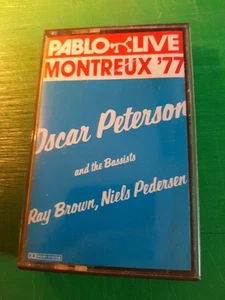 PABLO LIVE
MONTREUX '77
Oscar Peterson
and the Bassists
Ray Brown, Niels Pedersen